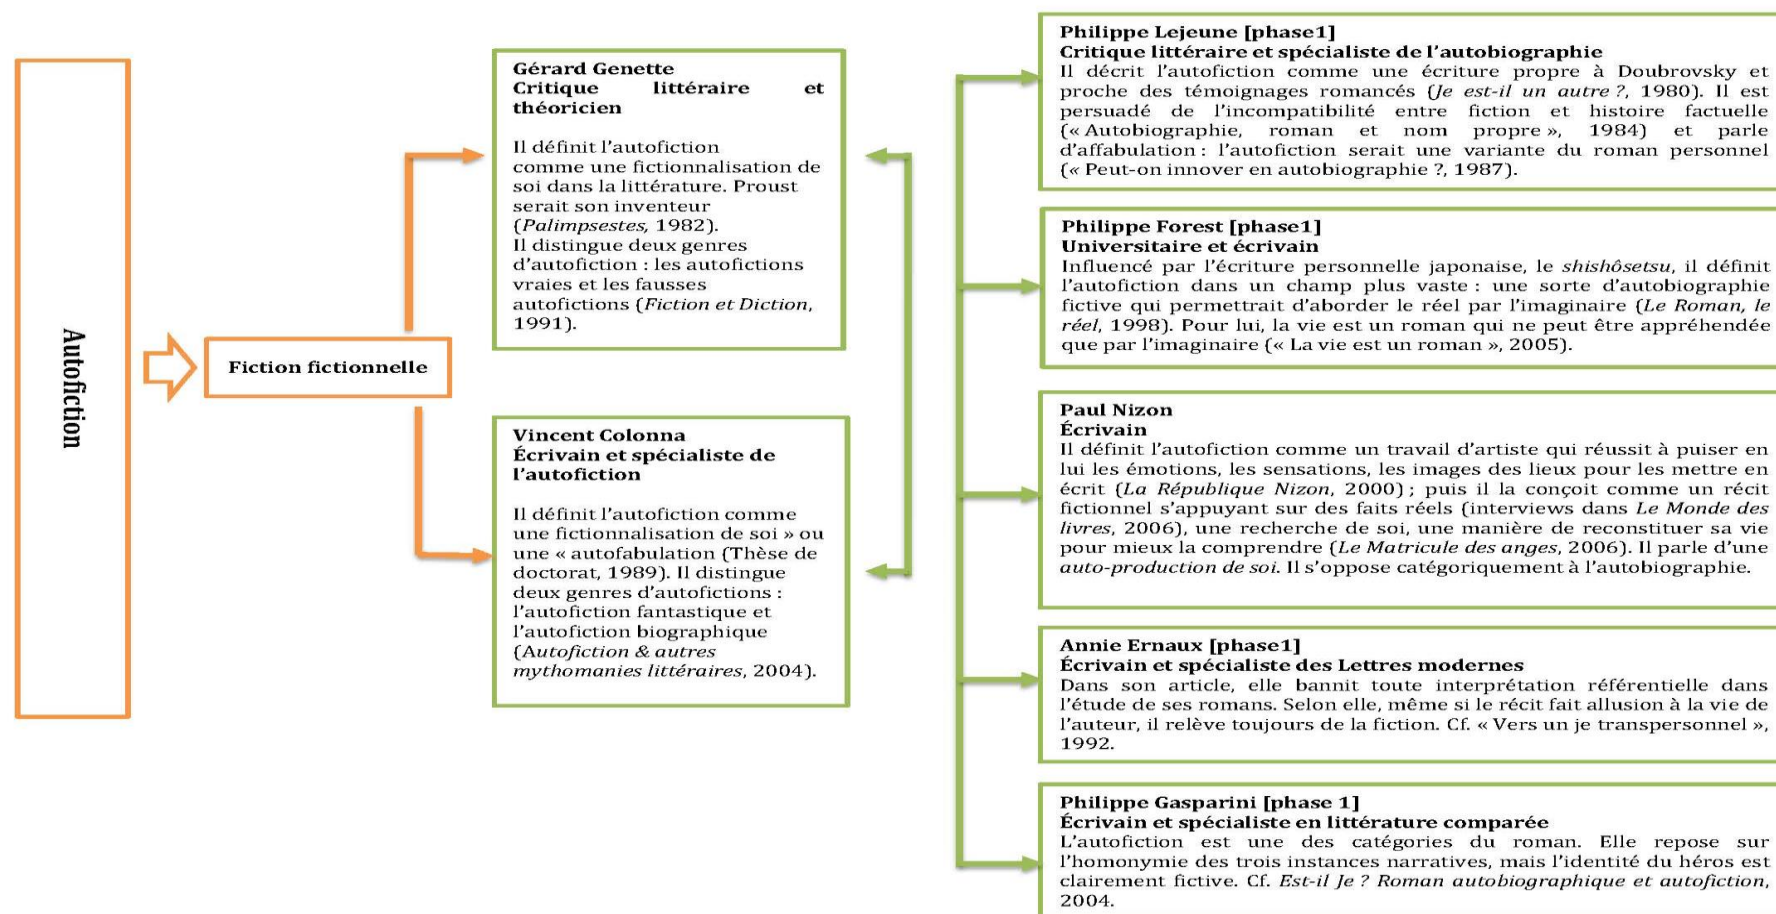 Autofiction
Fiction fictionnelle
Gérard Genette
Critique littéraire et
théoricien
Il définit l'autofiction
comme une fictionnalisation de
soi dans la littérature. Proust
serait son inventeur
(Palimpsestes, 1982).
Il distingue deux genres
d'autofiction : les autofictions
vraies et les fausses
autofictions (Fiction et Diction,
1991).
Vincent Colonna
Écrivain et spécialiste de
l'autofiction
Il définit l'autofiction comme
une fictionnalisation de soi » ou
une « autofabulation (Thèse de
doctorat, 1989). Il distingue
deux genres d'autofictions :
l'autofiction fantastique et
l'autofiction biographique
(Autofiction & autres
mythomanies littéraires, 2004).
Philippe Lejeune [phase1]
Critique littéraire et spécialiste de l'autobiographie
Il décrit l'autofiction comme une écriture propre à Doubrovsky et
proche des témoignages romancés (Je est-il un autre ?, 1980). Il est
persuadé de l'incompatibilité entre fiction et histoire factuelle
(« Autobiographie, roman et nom propre », 1984) et parle
d'affabulation : l'autofiction serait une variante du roman personnel
(« Peut-on innover en autobiographie ?, 1987).
Philippe Forest [phase1]
Universitaire et écrivain
Influencé par l'écriture personnelle japonaise, le shishôsetsu, il définit
l'autofiction dans un champ plus vaste : une sorte d'autobiographie
fictive qui permettrait d'aborder le réel par l'imaginaire (Le Roman, le
réel, 1998). Pour lui, la vie est un roman qui ne peut être appréhendée
que par l'imaginaire (« La vie est un roman », 2005).
Paul Nizon
Écrivain
Il définit l'autofiction comme un travail d'artiste qui réussit à puiser en
lui les émotions, les sensations, les images des lieux pour les mettre en
écrit (La République Nizon, 2000) ; puis il la conçoit comme un récit
fictionnel s'appuyant sur des faits réels (interviews dans Le Monde des
livres, 2006), une recherche de soi, une manière de reconstituer sa vie
pour mieux la comprendre (Le Matricule des anges, 2006). Il parle d'une
auto-production de soi. Il s'oppose catégoriquement à l'autobiographie.
Annie Ernaux [phase1]
Écrivain et spécialiste des Lettres modernes
Dans son article, elle bannit toute interprétation référentielle dans
l'étude de ses romans. Selon elle, même si le récit fait allusion à la vie de
l'auteur, il relève toujours de la fiction. Cf. « Vers un je transpersonnel »,
1992.
Philippe Gasparini [phase 1]
Écrivain et spécialiste en littérature comparée
L'autofiction est une des catégories du roman. Elle repose sur
l'homonymie des trois instances narratives, mais l'identité du héros est
clairement fictive. Cf. Est-il Je ? Roman autobiographique et autofiction,
2004.